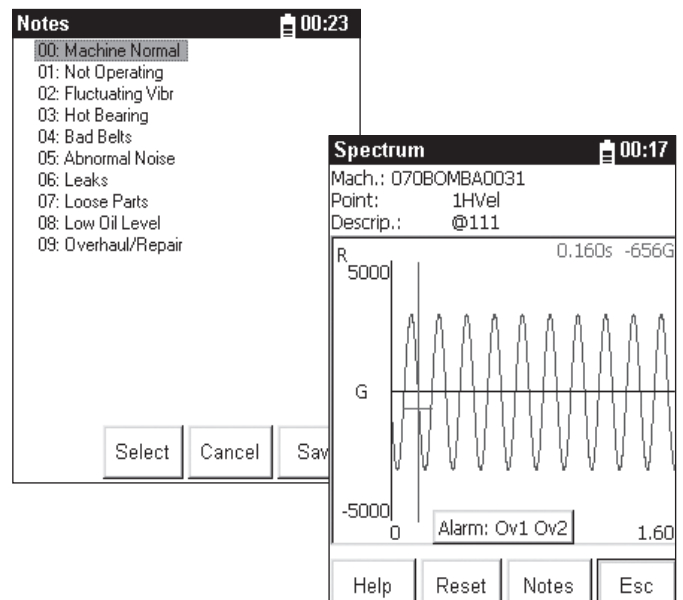 Notes 00:23
00: Machine Normal
01: Not Operating
02: Fluctuating Vibr
03: Hot Bearing
04: Bad Belts
05: Abnormal Noise
06: Leaks
07: Loose Parts
08: Low Oil Level
09: Overhaul/Repair
Select Cancel Sav
Spectrum 00:17
Mach.: 070BOMBA0031
Point: 1HVel
Descrip.: @111
R 0.160s -656G
5000
G
-5000
0 Alarm: Ov1 Ov2 1.60
Help Reset Notes Esc